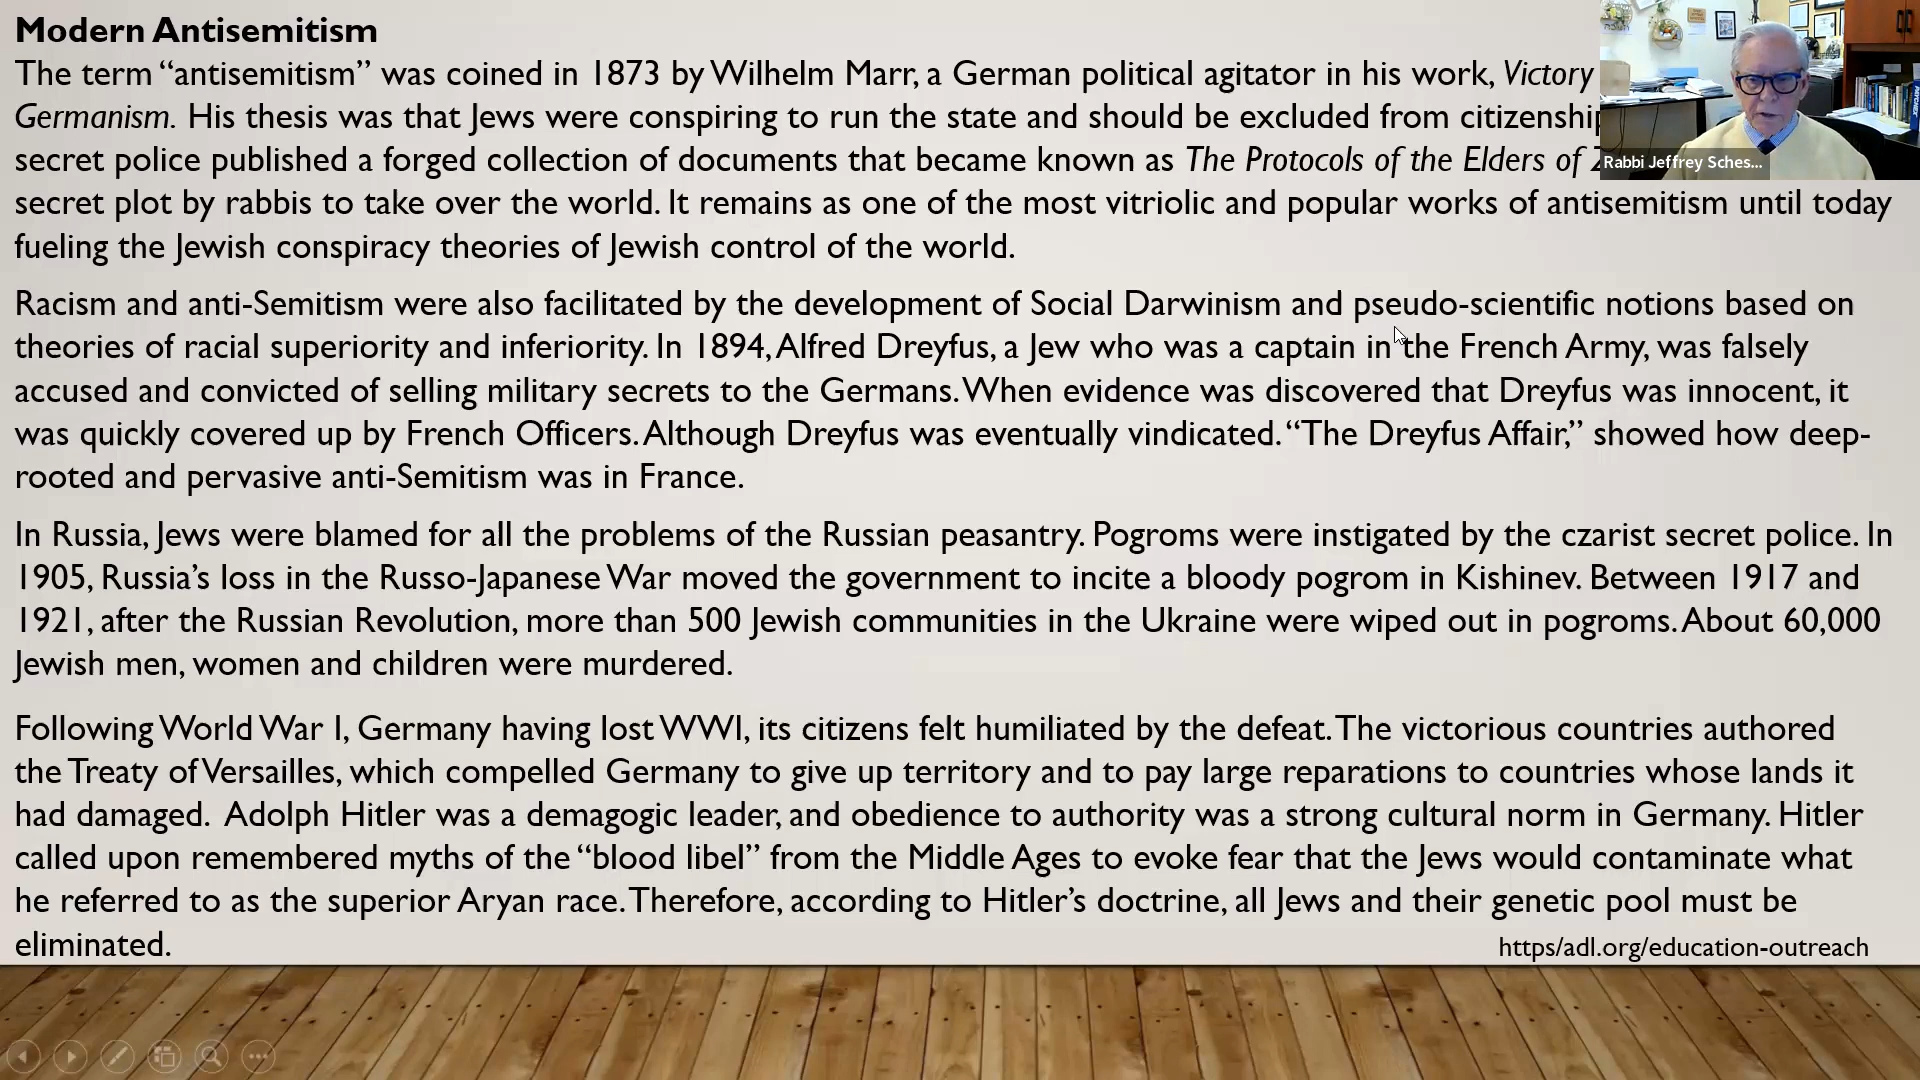 Modern Antisemitism
The term “antisemitism” was coined in 1873 by Wilhelm Marr, a German political agitator in his work, Victory
Germanism. His thesis was that Jews were conspiring to run the state and should be excluded from citizenship
secret police published a forged collection of documents that became known as The Protocols of the Elders of
Rabbi Jeffrey Sches...
secret plot by rabbis to take over the world. It remains as one of the most vitriolic and popular works of antisemitism until today
fueling the Jewish conspiracy theories of Jewish control of the world.
Racism and anti-Semitism were also facilitated by the development of Social Darwinism and pseudo-scientific notions based on
theories of racial superiority and inferiority. In 1894, Alfred Dreyfus, a Jew who was a captain in the French Army, was falsely
accused and convicted of selling military secrets to the Germans. When evidence was discovered that Dreyfus was innocent, it
was quickly covered up by French Officers. Although Dreyfus was eventually vindicated. “The Dreyfus Affair,” showed how deep-
rooted and pervasive anti-Semitism was in France.
In Russia, Jews were blamed for all the problems of the Russian peasantry. Pogroms were instigated by the czarist secret police. In
1905, Russia’s loss in the Russo-Japanese War moved the government to incite a bloody pogrom in Kishinev. Between 1917 and
1921, after the Russian Revolution, more than 500 Jewish communities in the Ukraine were wiped out in pogroms. About 60,000
Jewish men, women and children were murdered.
Following World War I, Germany having lost WWI, its citizens felt humiliated by the defeat. The victorious countries authored
the Treaty of Versailles, which compelled Germany to give up territory and to pay large reparations to countries whose lands it
had damaged. Adolph Hitler was a demagogic leader, and obedience to authority was a strong cultural norm in Germany. Hitler
called upon remembered myths of the “blood libel” from the Middle Ages to evoke fear that the Jews would contaminate what
he referred to as the superior Aryan race. Therefore, according to Hitler’s doctrine, all Jews and their genetic pool must be
eliminated.
https/adl.org/education-outreach